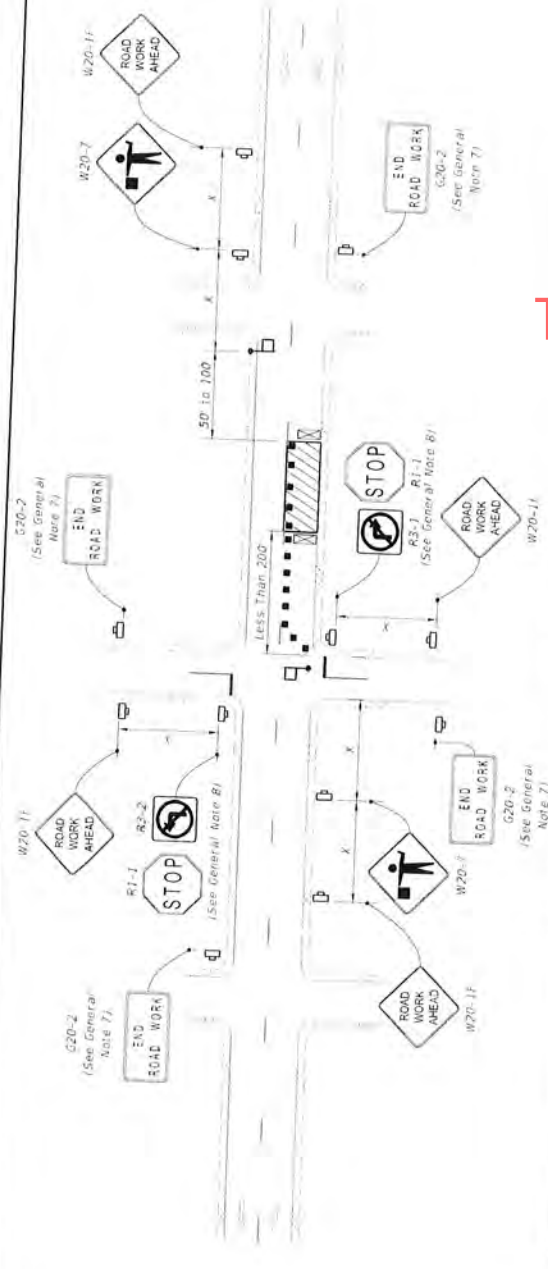 W20-1F
ROAD
WORK
AHEAD
W20-7
X
X
50' to 100'
END
ROAD WORK
G20-2
(See General
Note 7)
T
G20-2
(See General
Note 7)
END
ROAD WORK
Less Than 200'
STOP
R1-1
R3-1
(See General Note 8)
ROAD
WORK
AHEAD
W20-1F
X
W20-1F
ROAD
WORK
AHEAD
X
R3-2
R1-1
STOP
(See General Note 8)
X
X
END
ROAD WORK
G20-2
(See General
Note 7)
W20-7
G20-2
(See General
Note 7)
END
ROAD WORK
ROAD
WORK
AHEAD
W20-1F